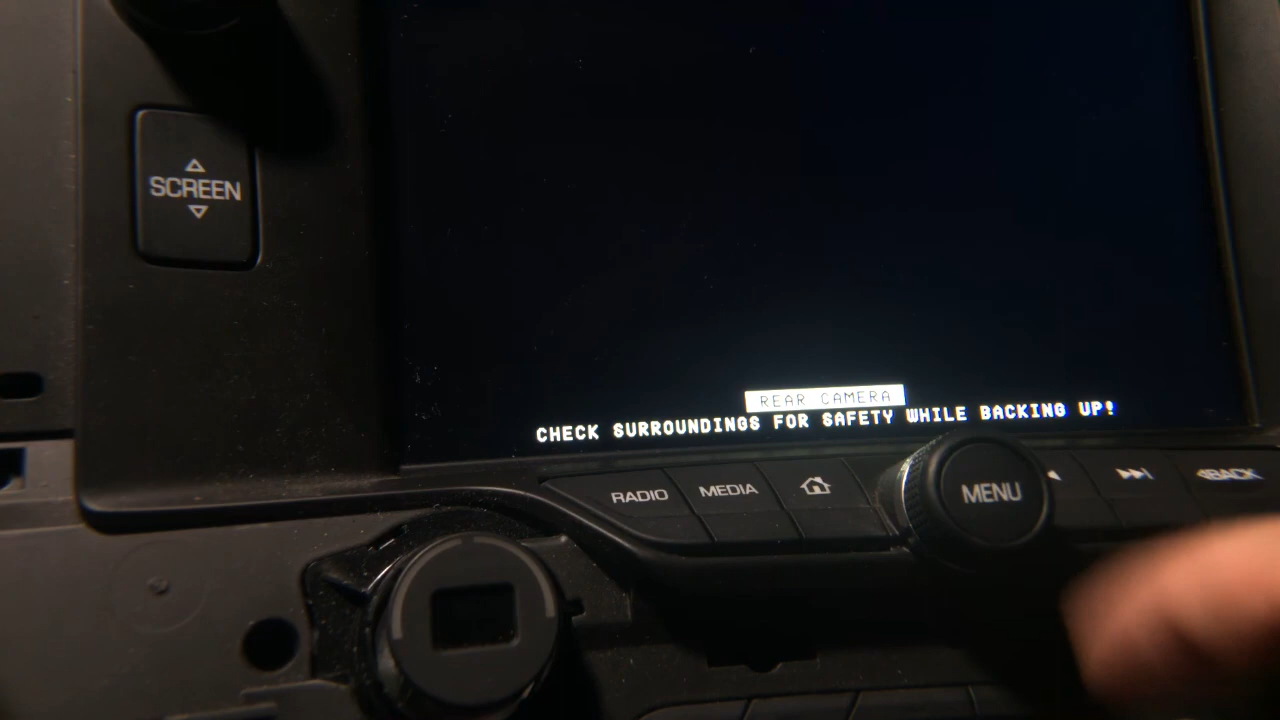 SCREEN
REAR CAMERA
CHECK SURROUNDINGS FOR SAFETY WHILE BACKING UP!
RADIO MEDIA MENU BACK